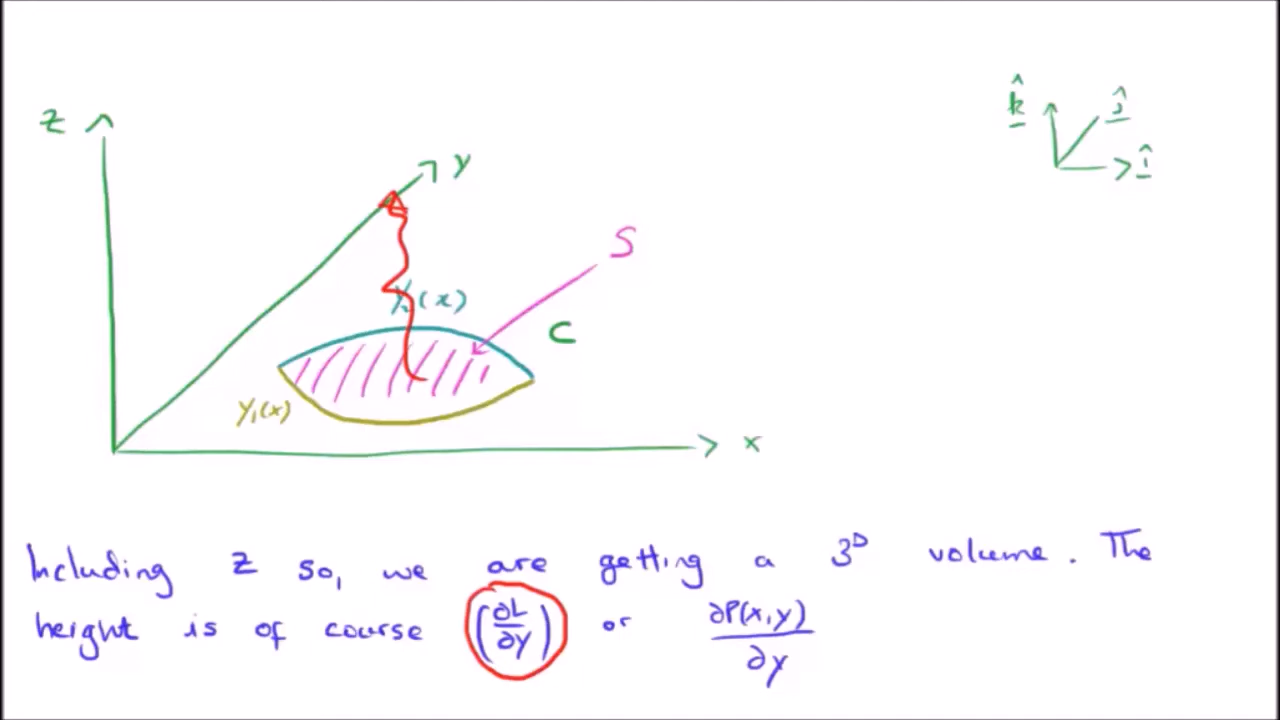 z
k̂
ĵ
î
y
S
y₂(x)
C
y₁(x)
x
Including z so, we are getting a 3ᴰ volume. The
height is of course (∂L/∂y) or ∂P(x,y)/∂y